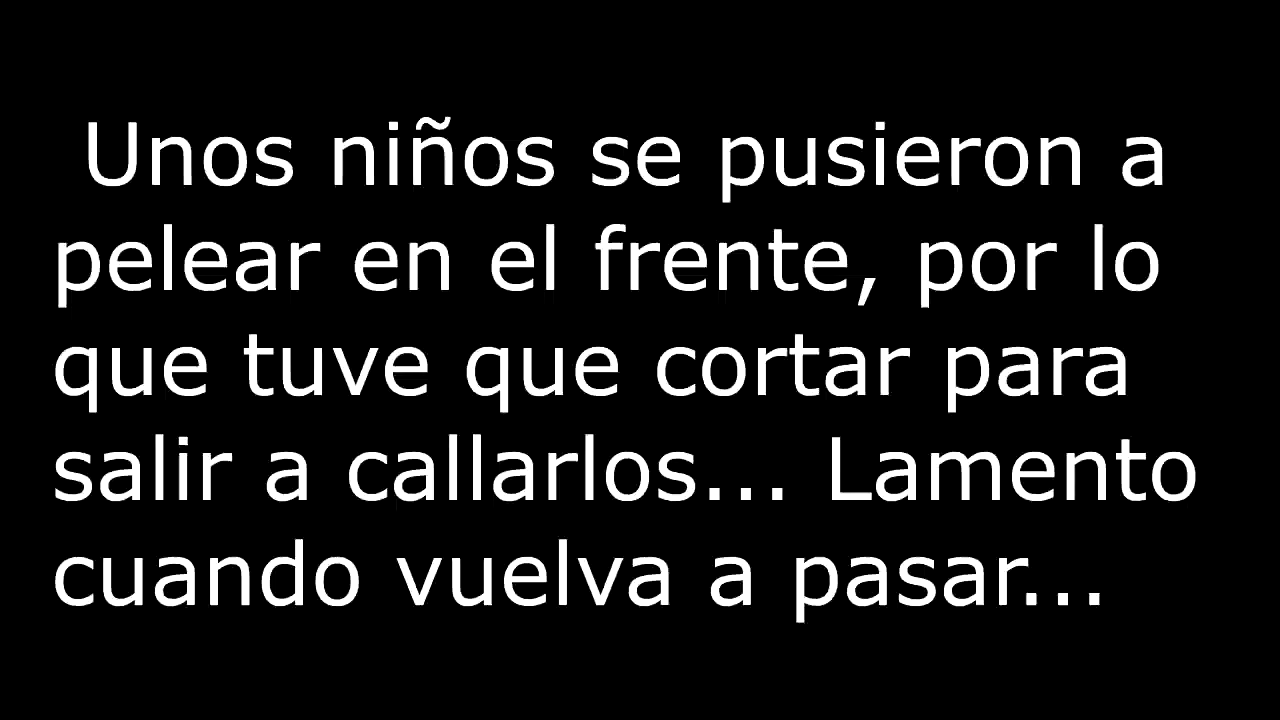 Unos niños se pusieron a
pelear en el frente, por lo
que tuve que cortar para
salir a callarlos... Lamento
cuando vuelva a pasar...